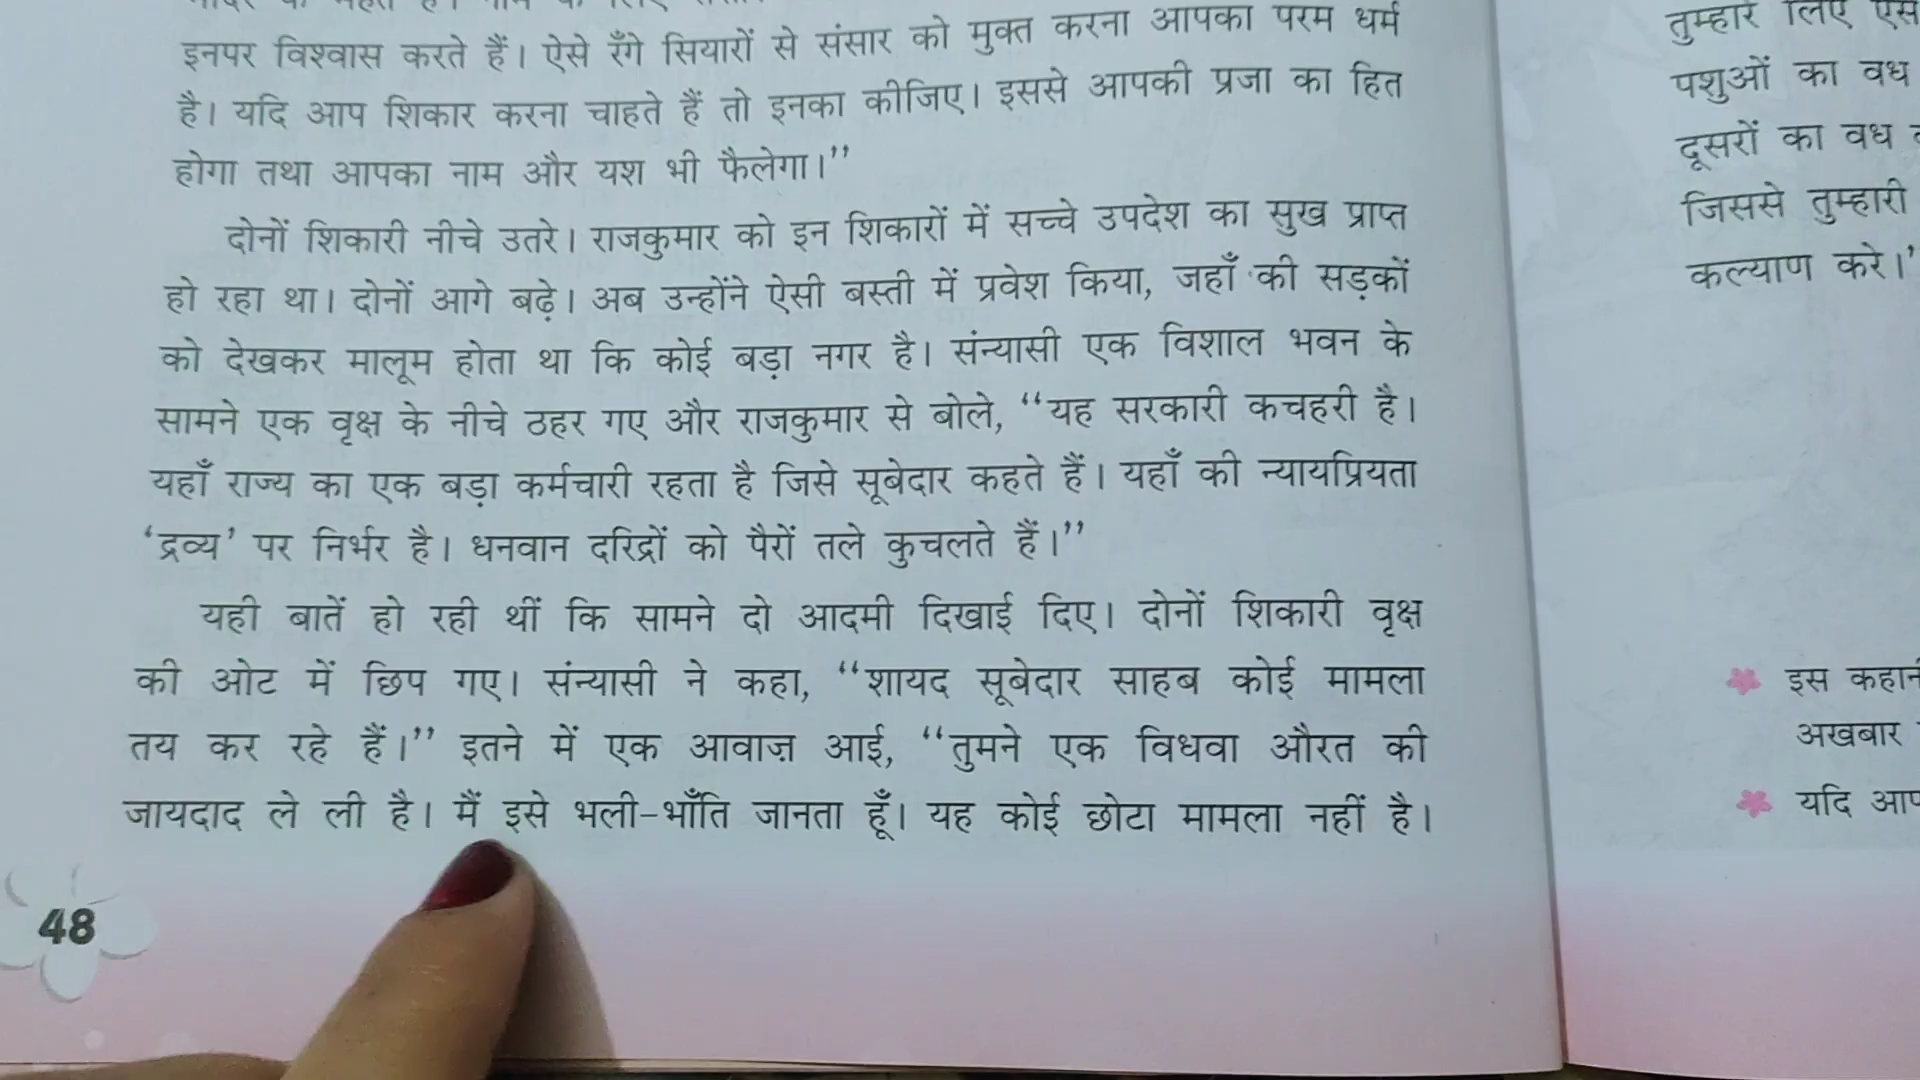 इनपर विश्वास करते हैं। ऐसे रँगे सियारों से संसार को मुक्त करना आपका परम धर्म
है। यदि आप शिकार करना चाहते हैं तो इनका कीजिए। इससे आपकी प्रजा का हित
होगा तथा आपका नाम और यश भी फैलेगा।”
दोनों शिकारी नीचे उतरे। राजकुमार को इन शिकारों में सच्चे उपदेश का सुख प्राप्त
हो रहा था। दोनों आगे बढ़े। अब उन्होंने ऐसी बस्ती में प्रवेश किया, जहाँ की सड़कों
को देखकर मालूम होता था कि कोई बड़ा नगर है। संन्यासी एक विशाल भवन के
सामने एक वृक्ष के नीचे ठहर गए और राजकुमार से बोले, “यह सरकारी कचहरी है।
यहाँ राज्य का एक बड़ा कर्मचारी रहता है जिसे सूबेदार कहते हैं। यहाँ की न्यायप्रियता
‘द्रव्य’ पर निर्भर है। धनवान दरिद्रों को पैरों तले कुचलते हैं।”
यही बातें हो रही थीं कि सामने दो आदमी दिखाई दिए। दोनों शिकारी वृक्ष
की ओट में छिप गए। संन्यासी ने कहा, “शायद सूबेदार साहब कोई मामला
तय कर रहे हैं।” इतने में एक आवाज़ आई, “तुमने एक विधवा औरत की
जायदाद ले ली है। मैं इसे भली-भाँति जानता हूँ। यह कोई छोटा मामला नहीं है।
48
तुम्हारे लिए
पशुओं का वध
दूसरों का वध
जिससे तुम्हारी
कल्याण करे।’
इस
अखबार
यदि